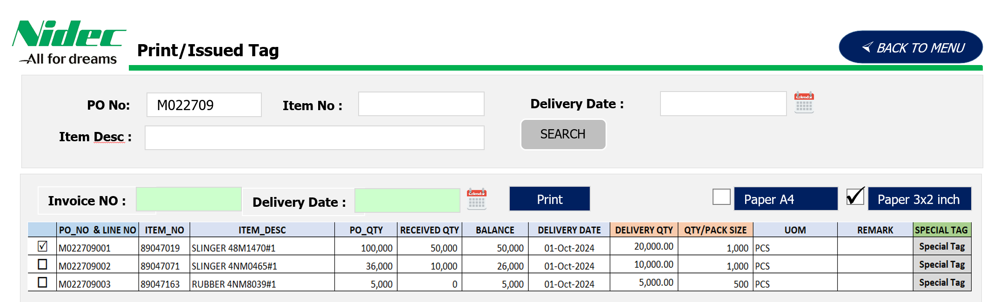 Nidec
All for dreams
Print/Issued Tag
BACK TO MENU
PO No: M022709 Item No : Delivery Date : Calendar
Item Desc : SEARCH
Invoice NO : Delivery Date : Calendar Print Paper A4 Paper 3x2 inch
PO_NO & LINE NO ITEM_NO ITEM_DESC PO_QTY RECEIVED QTY BALANCE DELIVERY DATE DELIVERY QTY QTY/PACK SIZE UOM REMARK SPECIAL TAG
M022709001 89047019 SLINGER 48M1470#1 100,000 50,000 50,000 01-Oct-2024 20,000.00 1,000 PCS Special Tag
M022709002 89047071 SLINGER 4NM0465#1 36,000 10,000 26,000 01-Oct-2024 10,000.00 1,000 PCS Special Tag
M022709003 89047163 RUBBER 4NM8039#1 5,000 0 5,000 01-Oct-2024 5,000.00 500 PCS Special Tag